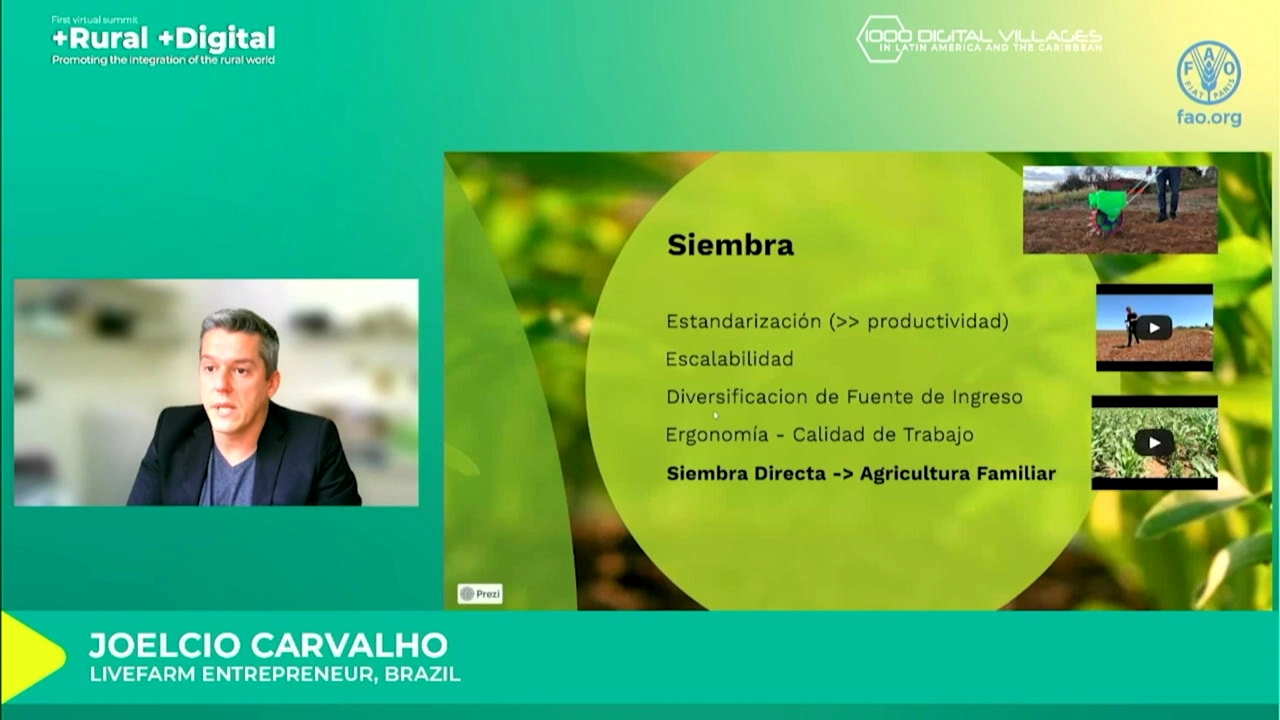 First virtual summit
+Rural +Digital
Promoting the integration of the rural world
1000 DIGITAL VILLAGES
IN LATIN AMERICA AND THE CARIBBEAN
F A O
FIAT PANIS
fao.org
Siembra
Estandarización (>> productividad)
Escalabilidad
Diversificacion de Fuente de Ingreso
Ergonomía - Calidad de Trabajo
Siembra Directa -> Agricultura Familiar
Prezi
JOELCIO CARVALHO
LIVEFARM ENTREPRENEUR, BRAZIL